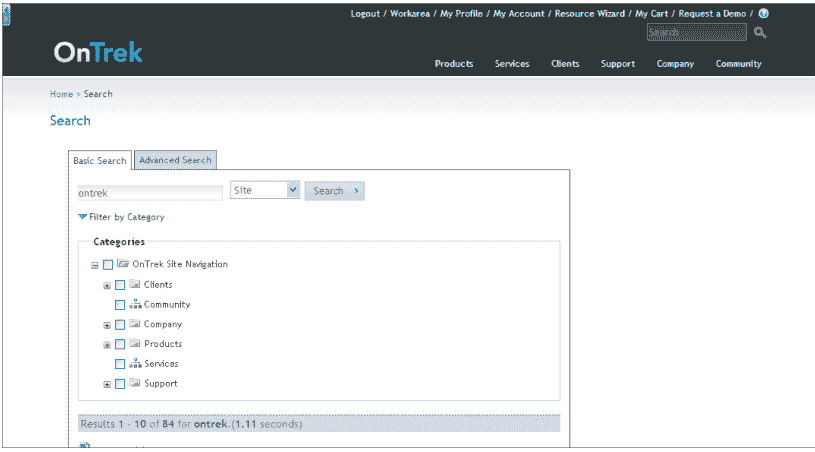 Logout / Workarea / My Profile / My Account / Resource Wizard / My Cart / Request a Demo /
Search
OnTrek
Products Services Clients Support Company Community
Home > Search
Search
Basic Search Advanced Search
ontrek Site Search >
Filter by Category
Categories
OnTrek Site Navigation
Clients
Community
Company
Products
Services
Support
Results 1 - 10 of 84 for ontrek.(1.11 seconds)